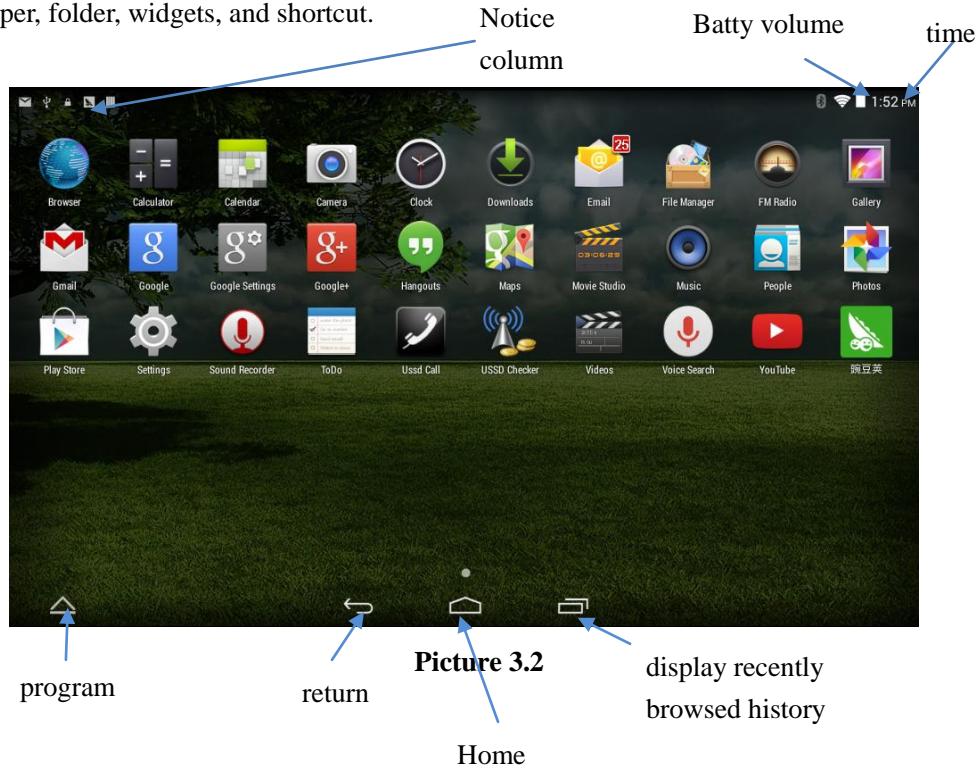 per, folder, widgets, and shortcut.
Notice
column
Batty volume
time
1:52 PM
25
Browser
Calculator
Calendar
Camera
Clock
Downloads
Email
File Manager
FM Radio
Gallery
03:06:29
Gmail
Google
Google Settings
Google+
Hangouts
Maps
Movie Studio
Music
People
Photos
Play Store
Settings
Sound Recorder
ToDo
Ussd Call
USSD Checker
Videos
Voice Search
YouTube
豌豆荚
program
return
Picture 3.2
Home
display recently
browsed history